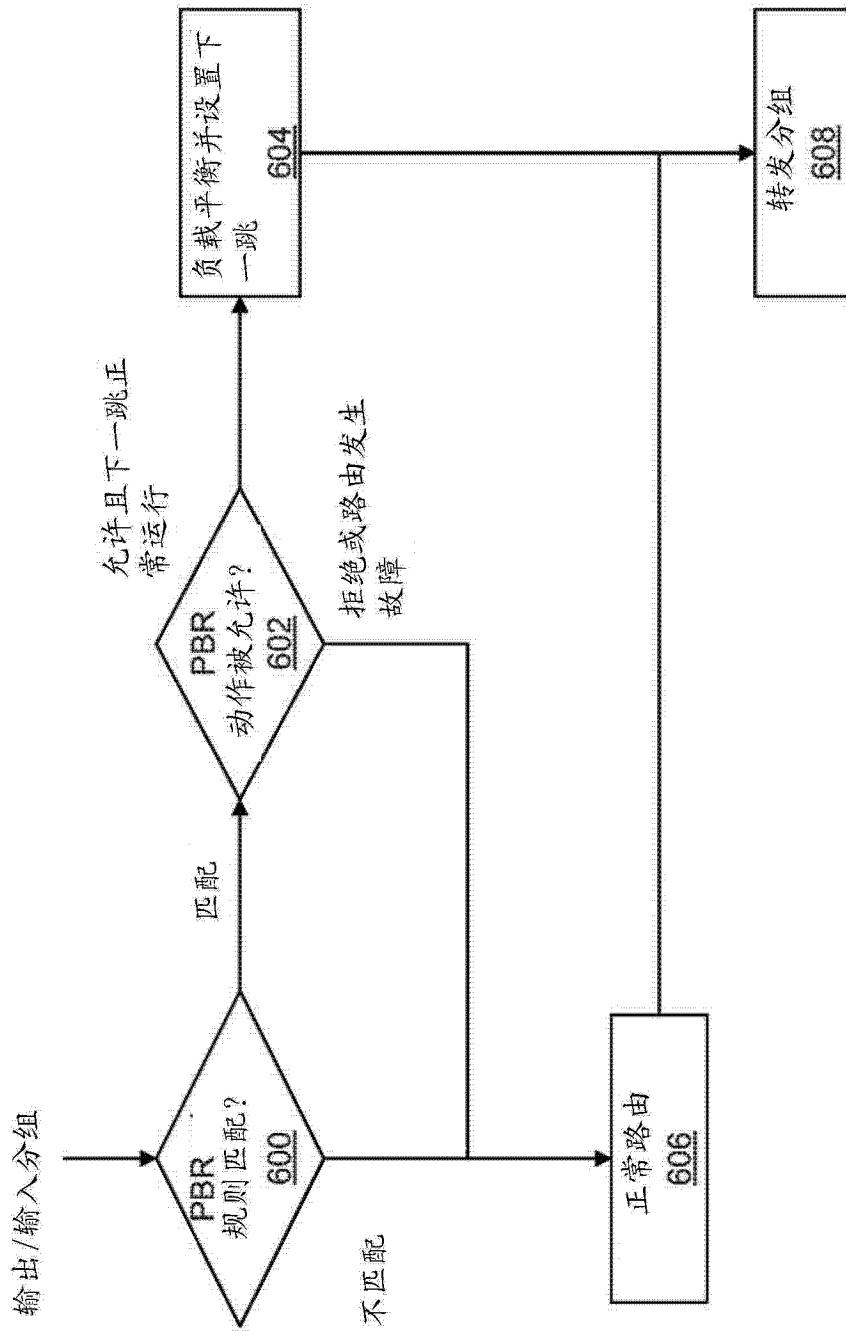 输出/输入分组
PBR
规则匹配?
600
不匹配
匹配
PBR
动作被允许?
602
允许且下一跳正
常运行
拒绝或路由发生
故障
负载平衡并设置下
一跳
604
正常路由
606
转发分组
608